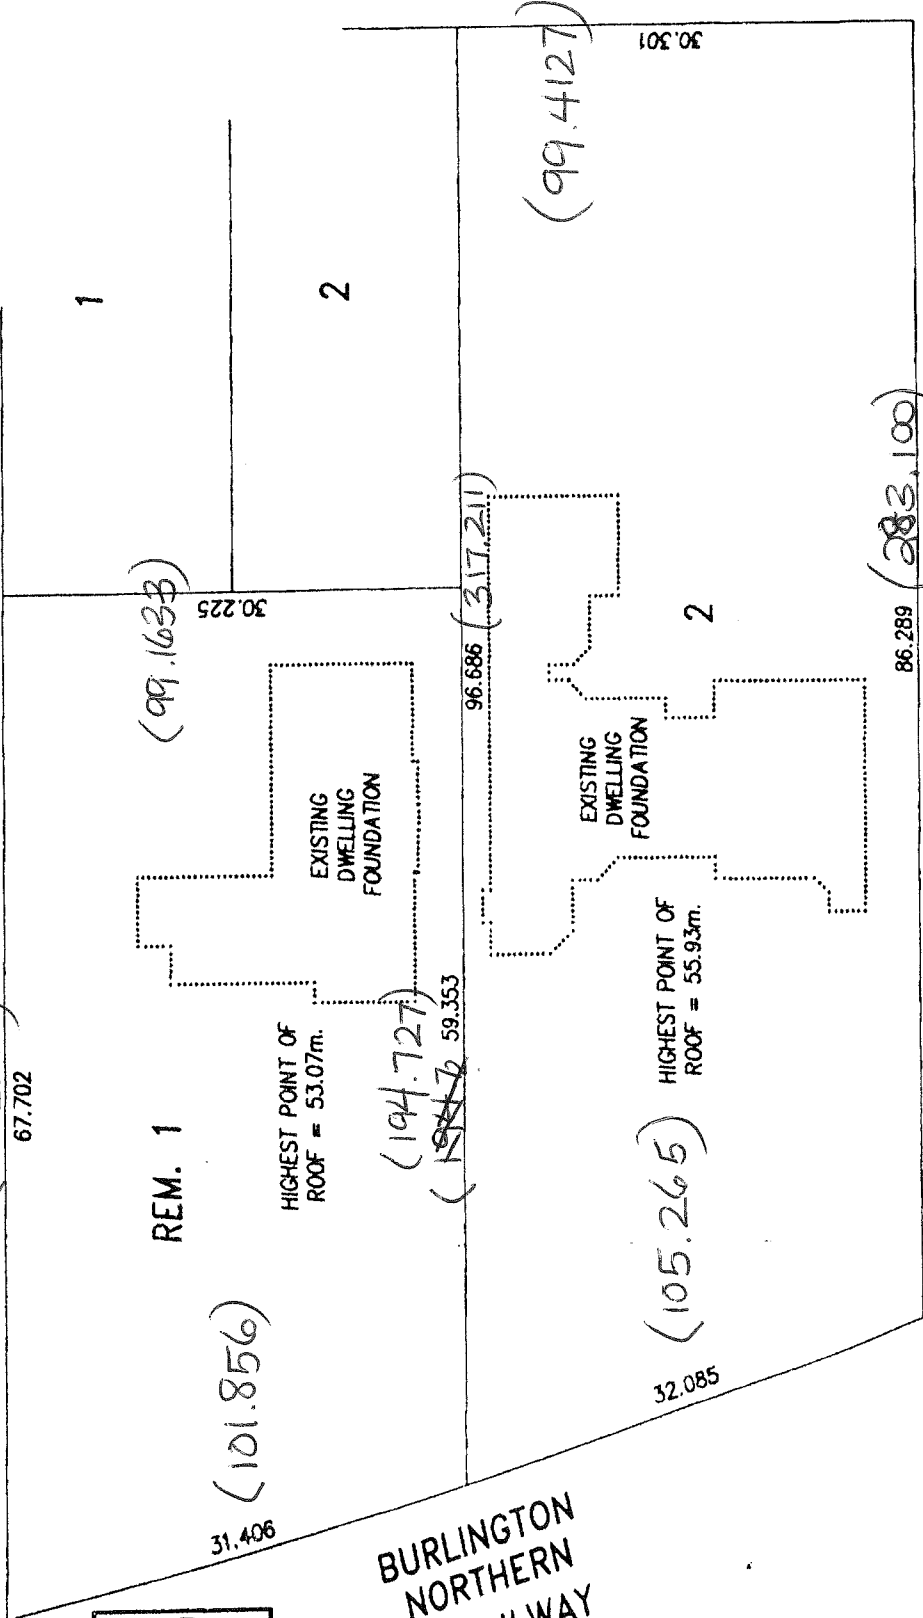 30.301
(99.4127)
1
2
(99.1633)
30.225
96.686 (317.211)
2
86.289 (283.100)
EXISTING
DWELLING
FOUNDATION
EXISTING
DWELLING
FOUNDATION
67.702
REM. 1
HIGHEST POINT OF
ROOF = 53.07m.
(194.727)
59.353
HIGHEST POINT OF
ROOF = 55.93m.
(101.856)
31.406
(105.265)
32.085
BURLINGTON
NORTHERN